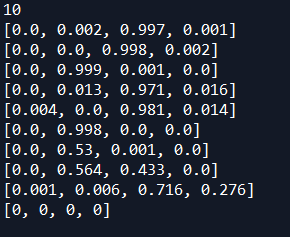 10
[0.0, 0.002, 0.997, 0.001]
[0.0, 0.0, 0.998, 0.002]
[0.0, 0.999, 0.001, 0.0]
[0.0, 0.013, 0.971, 0.016]
[0.004, 0.0, 0.981, 0.014]
[0.0, 0.998, 0.0, 0.0]
[0.0, 0.53, 0.001, 0.0]
[0.0, 0.564, 0.433, 0.0]
[0.001, 0.006, 0.716, 0.276]
[0, 0, 0, 0]